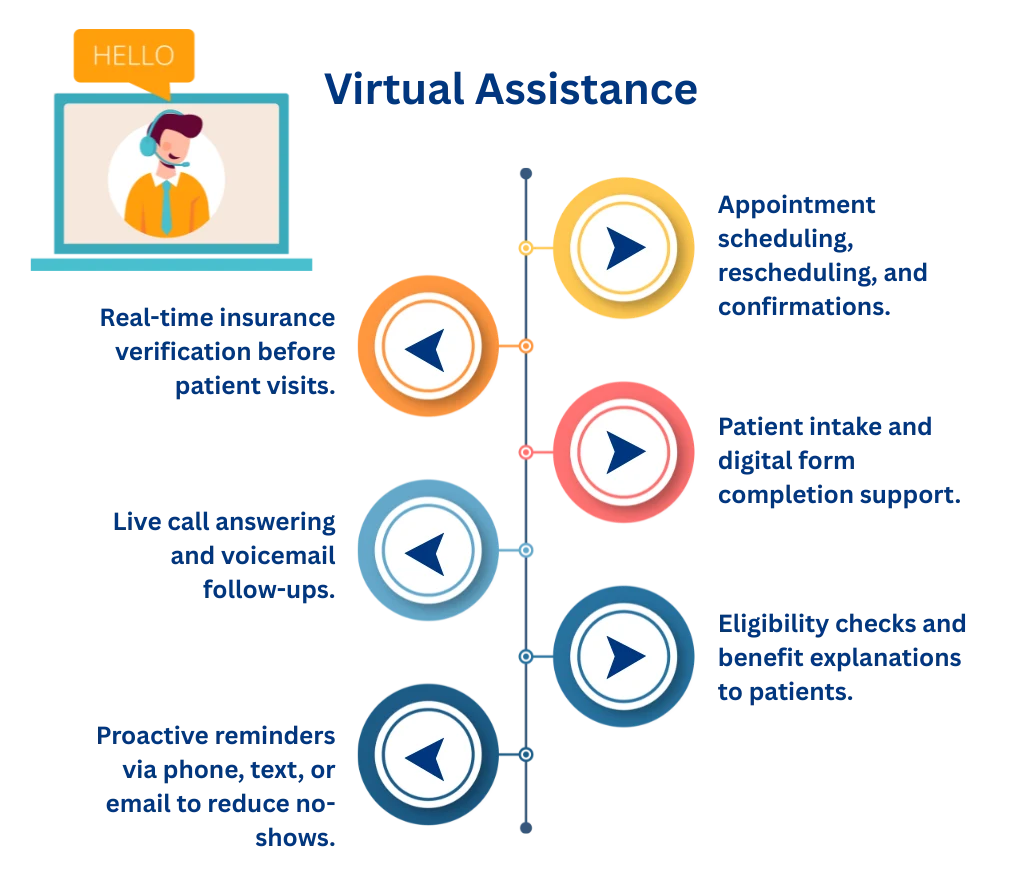 HELLO
Virtual Assistance
Appointment
scheduling,
rescheduling, and
confirmations.
Real-time insurance
verification before
patient visits.
Patient intake and
digital form
completion support.
Live call answering
and voicemail
follow-ups.
Eligibility checks and
benefit explanations
to patients.
Proactive reminders
via phone, text, or
email to reduce no-
shows.